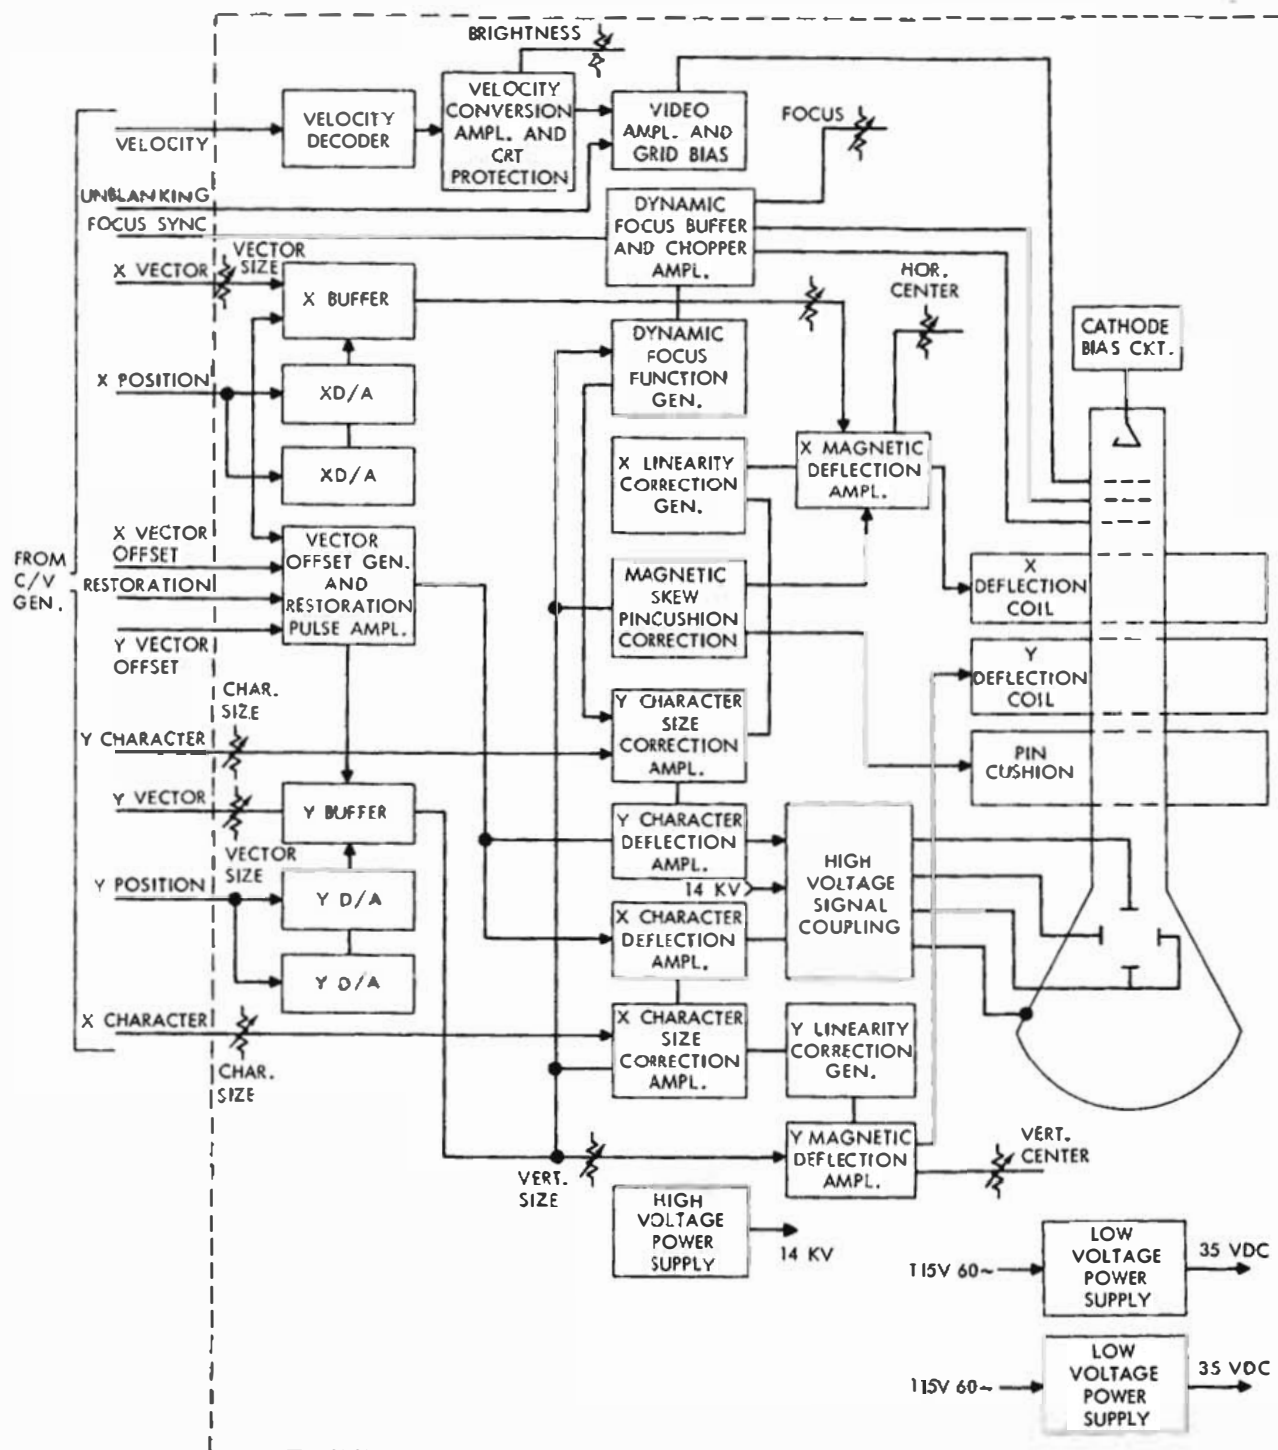 BRIGHTNESS
VELOCITY
VELOCITY
DECODER
VELOCITY
CONVERSION
AMPL. AND
CRT
PROTECTION
VIDEO
AMPL. AND
GRID BIAS
FOCUS
UNBLANKING
FOCUS SYNC
DYNAMIC
FOCUS BUFFER
AND CHOPPER
AMPL.
X VECTOR
VECTOR
SIZE
X BUFFER
HOR.
CENTER
DYNAMIC
FOCUS
FUNCTION
GEN.
CATHODE
BIAS CKT.
X POSITION
XD/A
XD/A
X LINEARITY
CORRECTION
GEN.
X MAGNETIC
DEFLECTION
AMPL.
FROM
C/V
GEN.
X VECTOR
OFFSET
RESTORATION
Y VECTOR
OFFSET
VECTOR
OFFSET GEN.
AND
RESTORATION
PULSE AMPL.
MAGNETIC
SKEW
PINCUSHION
CORRECTION
X
DEFLECTION
COIL
Y
DEFLECTION
COIL
PIN
CUSHION
CHAR.
SIZE
Y CHARACTER
Y CHARACTER
SIZE
CORRECTION
AMPL.
Y VECTOR
VECTOR
SIZE
Y BUFFER
Y CHARACTER
DEFLECTION
AMPL.
14 KV
HIGH
VOLTAGE
SIGNAL
COUPLING
Y POSITION
Y D/A
Y D/A
X CHARACTER
DEFLECTION
AMPL.
X CHARACTER
CHAR.
SIZE
X CHARACTER
SIZE
CORRECTION
AMPL.
Y LINEARITY
CORRECTION
GEN.
VERT.
SIZE
Y MAGNETIC
DEFLECTION
AMPL.
VERT.
CENTER
HIGH
VOLTAGE
POWER
SUPPLY
14 KV
115V 60~
LOW
VOLTAGE
POWER
SUPPLY
35 VDC
115V 60~
LOW
VOLTAGE
POWER
SUPPLY
35 VDC